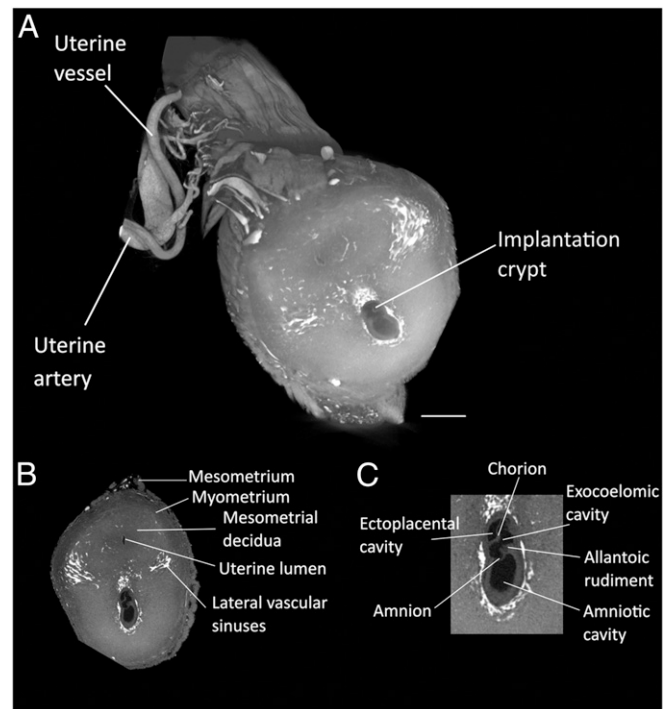 A
Uterine
vessel
Implantation
crypt
Uterine
artery
B
Mesometrium
Myometrium
Mesometrial
decidua
Uterine lumen
Lateral vascular
sinuses
C
Chorion
Exocoelomic
cavity
Ectoplacental
cavity
Allantoic
rudiment
Amnion
Amniotic
cavity